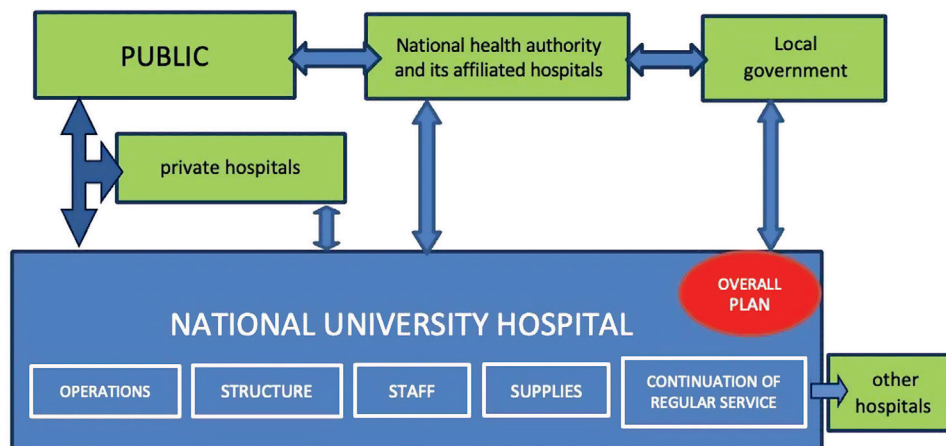 PUBLIC
National health authority
and its affiliated hospitals
Local
government
private hospitals
OVERALL
PLAN
NATIONAL UNIVERSITY HOSPITAL
OPERATIONS
STRUCTURE
STAFF
SUPPLIES
CONTINUATION OF
REGULAR SERVICE
other
hospitals